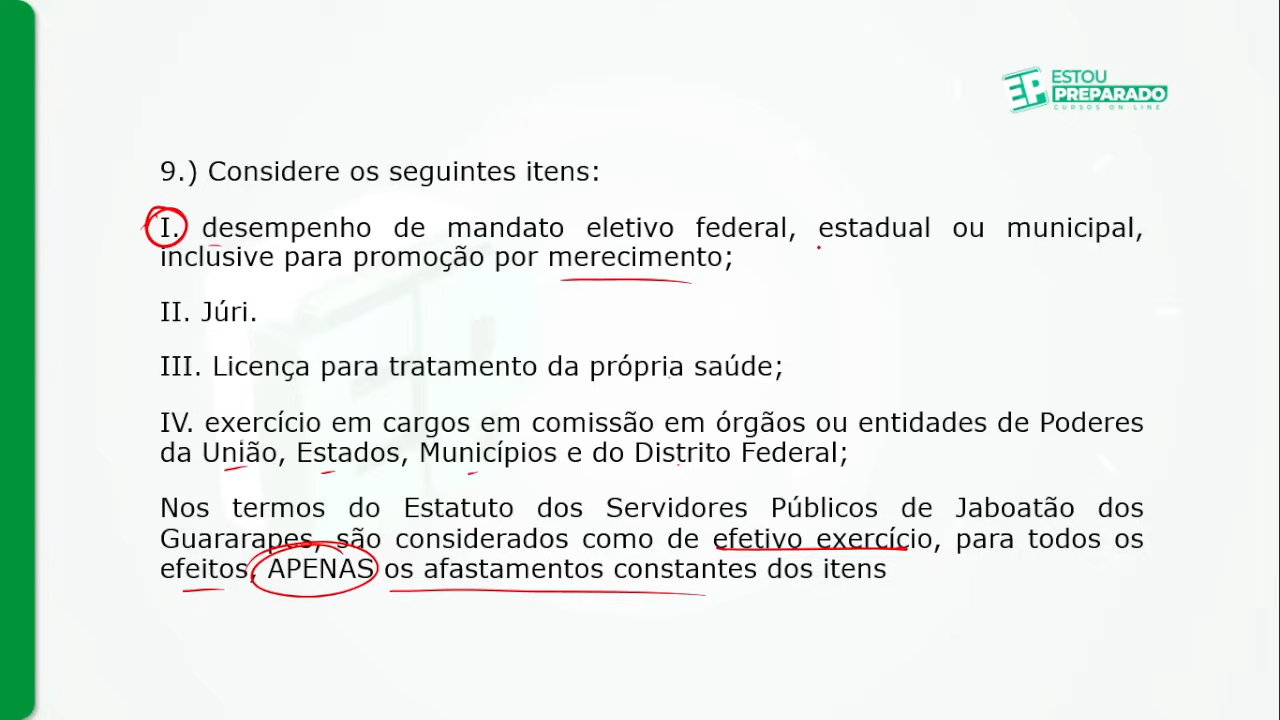 ESTOU
EP PREPARADO
CURSOS ON LINE
9.) Considere os seguintes itens:
I. desempenho de mandato eletivo federal, estadual ou municipal,
inclusive para promoção por merecimento;
II. Júri.
III. Licença para tratamento da própria saúde;
IV. exercício em cargos em comissão em órgãos ou entidades de Poderes
da União, Estados, Municípios e do Distrito Federal;
Nos termos do Estatuto dos Servidores Públicos de Jaboatão dos
Guararapes, são considerados como de efetivo exercício, para todos os
efeitos, APENAS os afastamentos constantes dos itens